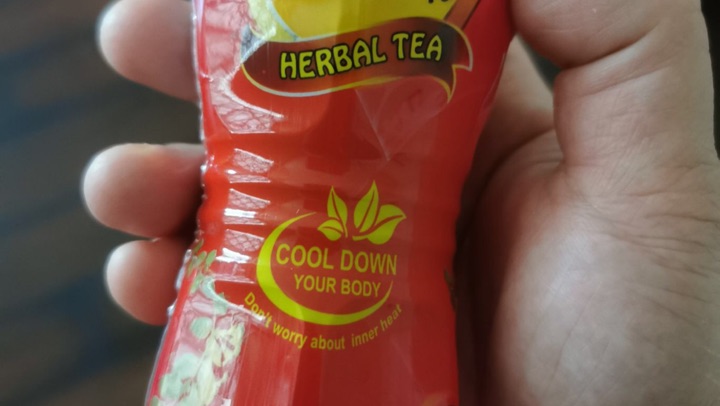 HERBAL TEA
COOL DOWN
YOUR BODY
Don't worry about inner heat